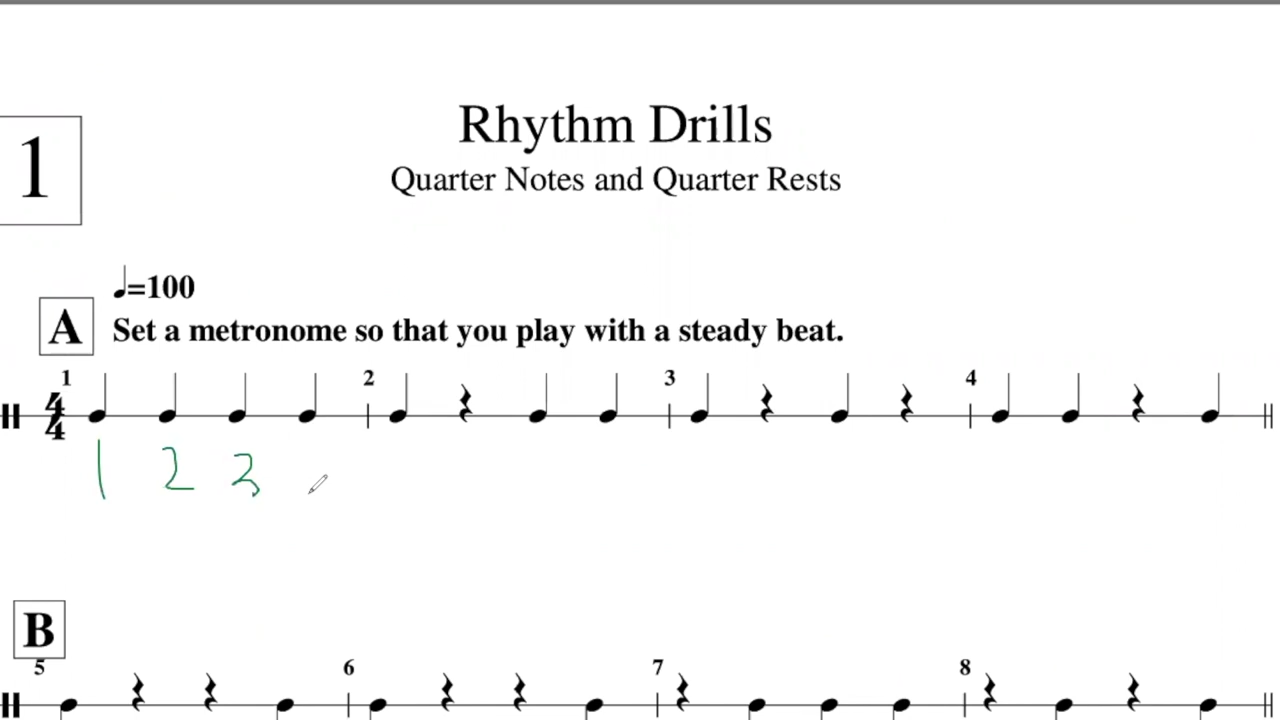 Rhythm Drills
1
Quarter Notes and Quarter Rests
♩=100
A
Set a metronome so that you play with a steady beat.
1 2 3 4
4
4
1 2 3
B
5 6 7 8